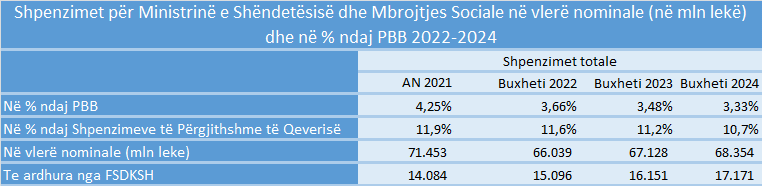 Shpenzimet për Ministrinë e Shëndetësisë dhe Mbrojtjes Sociale në vlerë nominale (në mln lekë)
dhe në % ndaj PBB 2022-2024
Shpenzimet totale
AN 2021 Buxheti 2022 Buxheti 2023 Buxheti 2024
Në % ndaj PBB 4,25% 3,66% 3,48% 3,33%
Në % ndaj Shpenzimeve të Përgjithshme të Qeverisë 11,9% 11,6% 11,2% 10,7%
Në vlerë nominale (mln leke) 71.453 66.039 67.128 68.354
Te ardhura nga FSDKSH 14.084 15.096 16.151 17.171